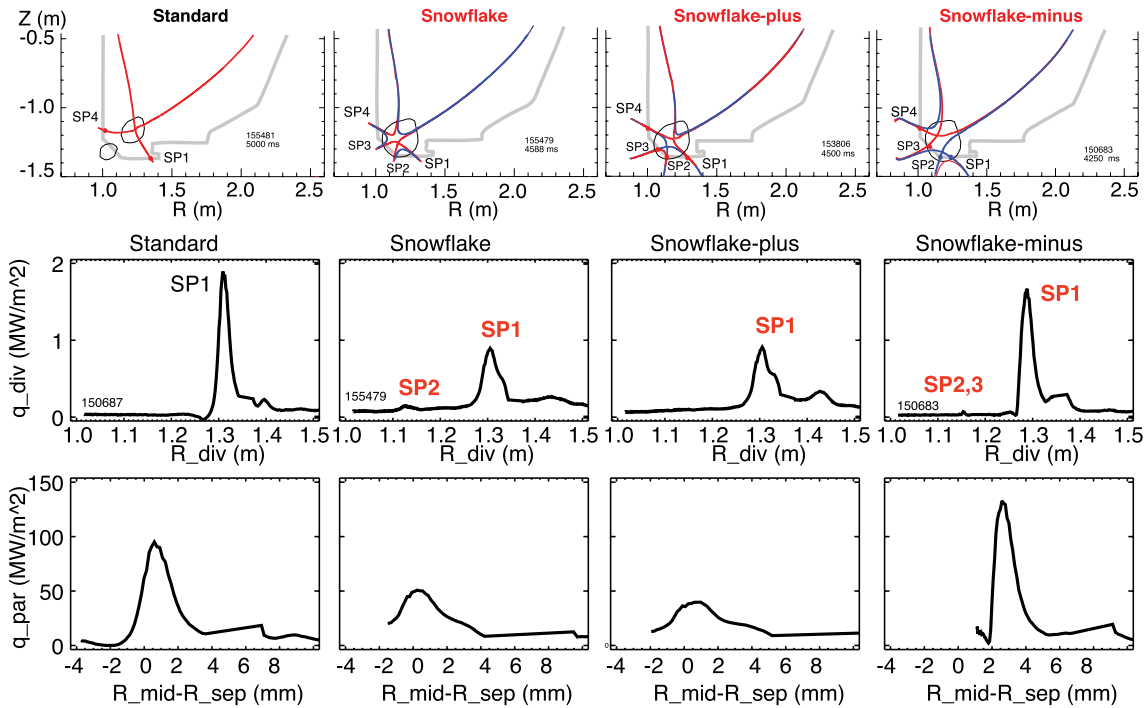 Z (m) Standard Snowflake Snowflake-plus Snowflake-minus
-0.5
-1.0
-1.5
SP4 SP1 155481
5000 ms
SP4 SP3 SP2 SP1 155479
4588 ms
SP4 SP3 SP2 SP1 153806
4500 ms
SP4 SP3 SP2 SP1 150683
4250 ms
1.0 1.5 2.0 2.5 1.0 1.5 2.0 2.5 1.0 1.5 2.0 2.5 1.0 1.5 2.0 2.5
R (m) R (m) R (m) R (m)
Standard Snowflake Snowflake-plus Snowflake-minus
q_div (MW/m^2)
2
1
0
SP1
150687
SP1
SP2
155479
SP1
SP1
SP2,3
150683
1.0 1.1 1.2 1.3 1.4 1.5 1.0 1.1 1.2 1.3 1.4 1.5 1.0 1.1 1.2 1.3 1.4 1.5 1.0 1.1 1.2 1.3 1.4 1.5
R_div (m) R_div (m) R_div (m) R_div (m)
q_par (MW/m^2)
150
100
50
0
0
-4 -2 0 2 4 6 8 -4 -2 0 2 4 6 8 -4 -2 0 2 4 6 8 -4 -2 0 2 4 6 8
R_mid-R_sep (mm) R_mid-R_sep (mm) R_mid-R_sep (mm) R_mid-R_sep (mm)